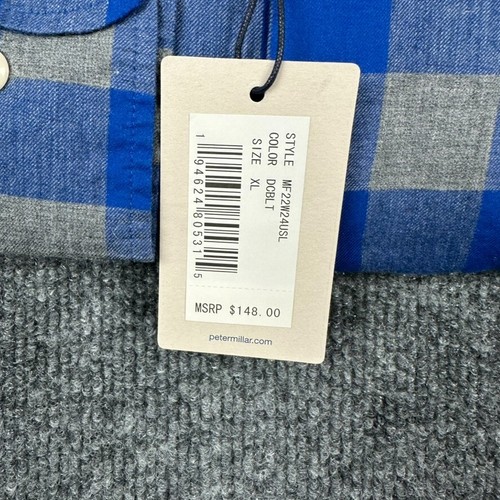 STYLE MF22W24USL
COLOR DCBLT
SIZE XL
1 94624 80531 5
MSRP $148.00
petermillar.com